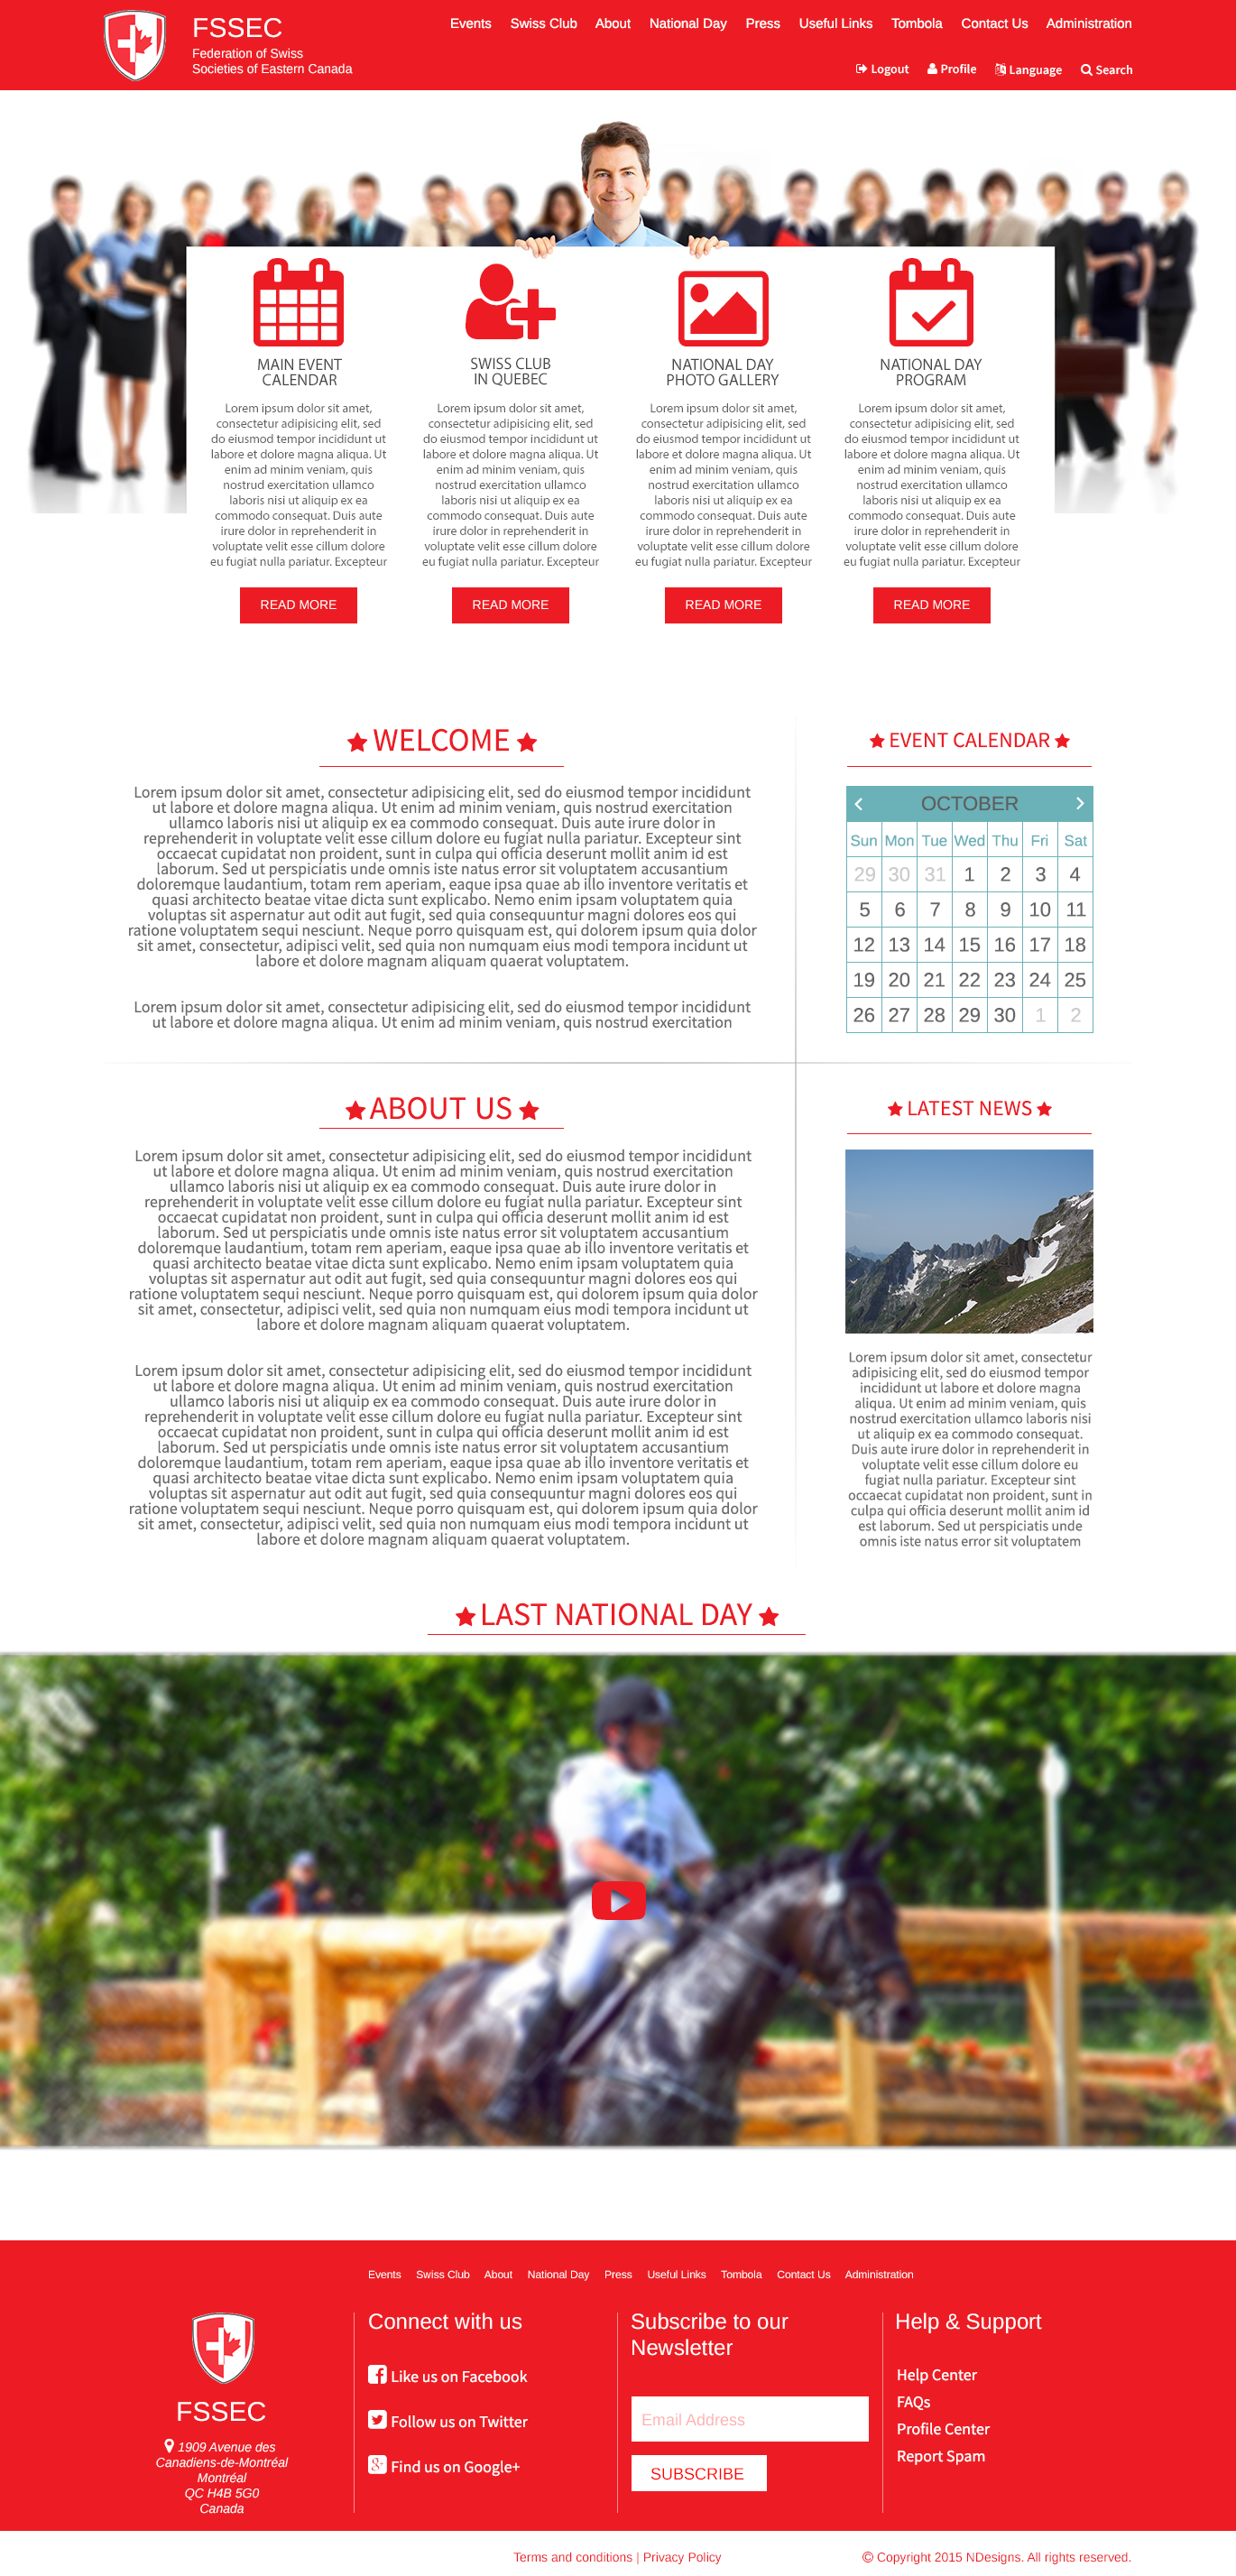 FSSEC
Federation of Swiss
Societies of Eastern Canada
Events Swiss Club About National Day Press Useful Links Tombola Contact Us Administration
Logout Profile Language Search
MAIN EVENT
CALENDAR
Lorem ipsum dolor sit amet,
consectetur adipisicing elit, sed
do eiusmod tempor incididunt ut
labore et dolore magna aliqua. Ut
enim ad minim veniam, quis
nostrud exercitation ullamco
laboris nisi ut aliquip ex ea
commodo consequat. Duis aute
irure dolor in reprehenderit in
voluptate velit esse cillum dolore
eu fugiat nulla pariatur. Excepteur
READ MORE
SWISS CLUB
IN QUEBEC
Lorem ipsum dolor sit amet,
consectetur adipisicing elit, sed
do eiusmod tempor incididunt ut
labore et dolore magna aliqua. Ut
enim ad minim veniam, quis
nostrud exercitation ullamco
laboris nisi ut aliquip ex ea
commodo consequat. Duis aute
irure dolor in reprehenderit in
voluptate velit esse cillum dolore
eu fugiat nulla pariatur. Excepteur
READ MORE
NATIONAL DAY
PHOTO GALLERY
Lorem ipsum dolor sit amet,
consectetur adipisicing elit, sed
do eiusmod tempor incididunt ut
labore et dolore magna aliqua. Ut
enim ad minim veniam, quis
nostrud exercitation ullamco
laboris nisi ut aliquip ex ea
commodo consequat. Duis aute
irure dolor in reprehenderit in
voluptate velit esse cillum dolore
eu fugiat nulla pariatur. Excepteur
READ MORE
NATIONAL DAY
PROGRAM
Lorem ipsum dolor sit amet,
consectetur adipisicing elit, sed
do eiusmod tempor incididunt ut
labore et dolore magna aliqua. Ut
enim ad minim veniam, quis
nostrud exercitation ullamco
laboris nisi ut aliquip ex ea
commodo consequat. Duis aute
irure dolor in reprehenderit in
voluptate velit esse cillum dolore
eu fugiat nulla pariatur. Excepteur
READ MORE
WELCOME
Lorem ipsum dolor sit amet, consectetur adipisicing elit, sed do eiusmod tempor incididunt
ut labore et dolore magna aliqua. Ut enim ad minim veniam, quis nostrud exercitation
ullamco laboris nisi ut aliquip ex ea commodo consequat. Duis aute irure dolor in
reprehenderit in voluptate velit esse cillum dolore eu fugiat nulla pariatur. Excepteur sint
occaecat cupidatat non proident, sunt in culpa qui officia deserunt mollit anim id est
laborum. Sed ut perspiciatis unde omnis iste natus error sit voluptatem accusantium
doloremque laudantium, totam rem aperiam, eaque ipsa quae ab illo inventore veritatis et
quasi architecto beatae vitae dicta sunt explicabo. Nemo enim ipsam voluptatem quia
voluptas sit aspernatur aut odit aut fugit, sed quia consequuntur magni dolores eos qui
ratione voluptatem sequi nesciunt. Neque porro quisquam est, qui dolorem ipsum quia dolor
sit amet, consectetur, adipisci velit, sed quia non numquam eius modi tempora incidunt ut
labore et dolore magnam aliquam quaerat voluptatem.
Lorem ipsum dolor sit amet, consectetur adipisicing elit, sed do eiusmod tempor incididunt
ut labore et dolore magna aliqua. Ut enim ad minim veniam, quis nostrud exercitation
EVENT CALENDAR
OCTOBER
Sun Mon Tue Wed Thu Fri Sat
29 30 31 1 2 3 4
5 6 7 8 9 10 11
12 13 14 15 16 17 18
19 20 21 22 23 24 25
26 27 28 29 30 1 2
ABOUT US
Lorem ipsum dolor sit amet, consectetur adipisicing elit, sed do eiusmod tempor incididunt
ut labore et dolore magna aliqua. Ut enim ad minim veniam, quis nostrud exercitation
ullamco laboris nisi ut aliquip ex ea commodo consequat. Duis aute irure dolor in
reprehenderit in voluptate velit esse cillum dolore eu fugiat nulla pariatur. Excepteur sint
occaecat cupidatat non proident, sunt in culpa qui officia deserunt mollit anim id est
laborum. Sed ut perspiciatis unde omnis iste natus error sit voluptatem accusantium
doloremque laudantium, totam rem aperiam, eaque ipsa quae ab illo inventore veritatis et
quasi architecto beatae vitae dicta sunt explicabo. Nemo enim ipsam voluptatem quia
voluptas sit aspernatur aut odit aut fugit, sed quia consequuntur magni dolores eos qui
ratione voluptatem sequi nesciunt. Neque porro quisquam est, qui dolorem ipsum quia dolor
sit amet, consectetur, adipisci velit, sed quia non numquam eius modi tempora incidunt ut
labore et dolore magnam aliquam quaerat voluptatem.
Lorem ipsum dolor sit amet, consectetur adipisicing elit, sed do eiusmod tempor incididunt
ut labore et dolore magna aliqua. Ut enim ad minim veniam, quis nostrud exercitation
ullamco laboris nisi ut aliquip ex ea commodo consequat. Duis aute irure dolor in
reprehenderit in voluptate velit esse cillum dolore eu fugiat nulla pariatur. Excepteur sint
occaecat cupidatat non proident, sunt in culpa qui officia deserunt mollit anim id est
laborum. Sed ut perspiciatis unde omnis iste natus error sit voluptatem accusantium
doloremque laudantium, totam rem aperiam, eaque ipsa quae ab illo inventore veritatis et
quasi architecto beatae vitae dicta sunt explicabo. Nemo enim ipsam voluptatem quia
voluptas sit aspernatur aut odit aut fugit, sed quia consequuntur magni dolores eos qui
ratione voluptatem sequi nesciunt. Neque porro quisquam est, qui dolorem ipsum quia dolor
sit amet, consectetur, adipisci velit, sed quia non numquam eius modi tempora incidunt ut
labore et dolore magnam aliquam quaerat voluptatem.
LATEST NEWS
Lorem ipsum dolor sit amet, consectetur
adipisicing elit, sed do eiusmod tempor
incididunt ut labore et dolore magna
aliqua. Ut enim ad minim veniam, quis
nostrud exercitation ullamco laboris nisi
ut aliquip ex ea commodo consequat.
Duis aute irure dolor in reprehenderit in
voluptate velit esse cillum dolore eu
fugiat nulla pariatur. Excepteur sint
occaecat cupidatat non proident, sunt in
culpa qui officia deserunt mollit anim id
est laborum. Sed ut perspiciatis unde
omnis iste natus error sit voluptatem
LAST NATIONAL DAY
Events Swiss Club About National Day Press Useful Links Tombola Contact Us Administration
FSSEC
1909 Avenue des
Canadiens-de-Montréal
Montréal
QC H4B 5G0
Canada
Connect with us
Like us on Facebook
Follow us on Twitter
Find us on Google+
Subscribe to our
Newsletter
Email Address
SUBSCRIBE
Help & Support
Help Center
FAQs
Profile Center
Report Spam
Terms and conditions | Privacy Policy
© Copyright 2015 NDesigns. All rights reserved.